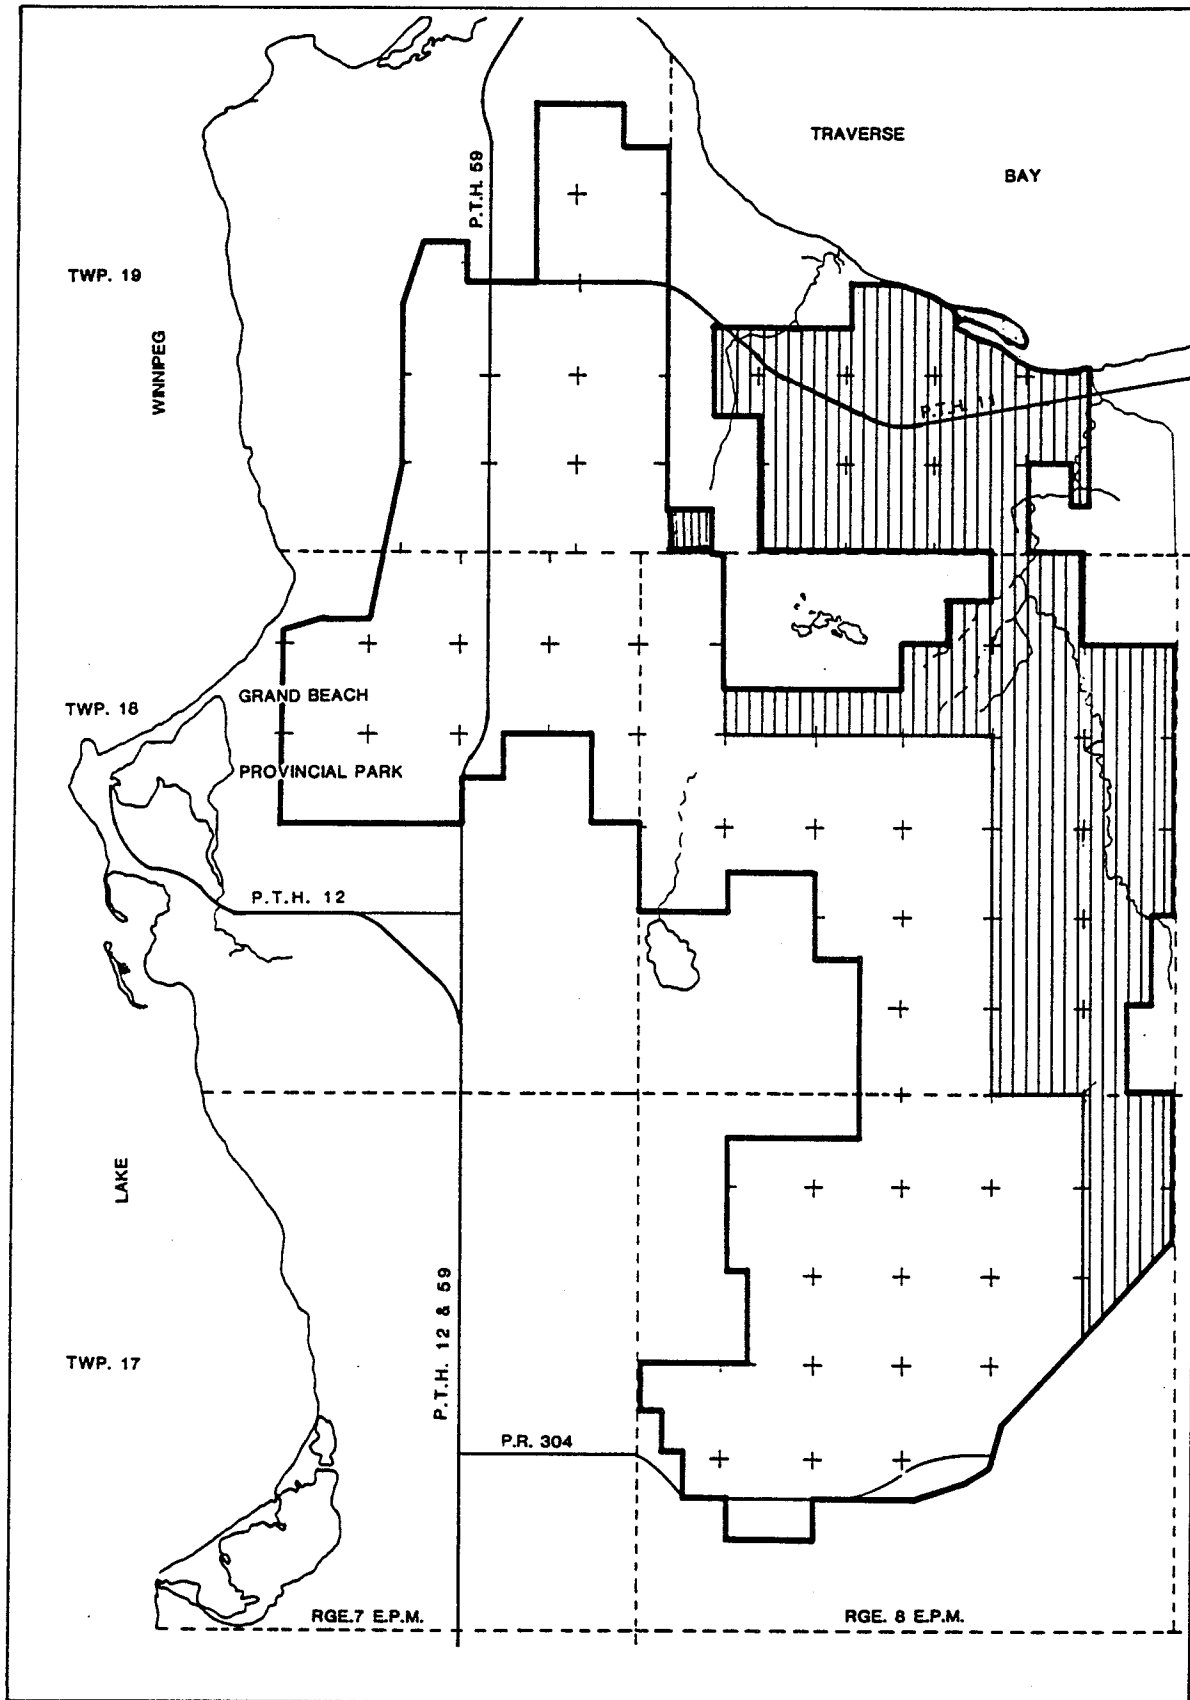 TRAVERSE
BAY
P.T.H. 59
TWP. 19
WINNIPEG
P.T.H. 11
GRAND BEACH
TWP. 18
PROVINCIAL PARK
P.T.H. 12
LAKE
P.T.H. 12 & 59
TWP. 17
P.R. 304
RGE.7 E.P.M.
RGE. 8 E.P.M.